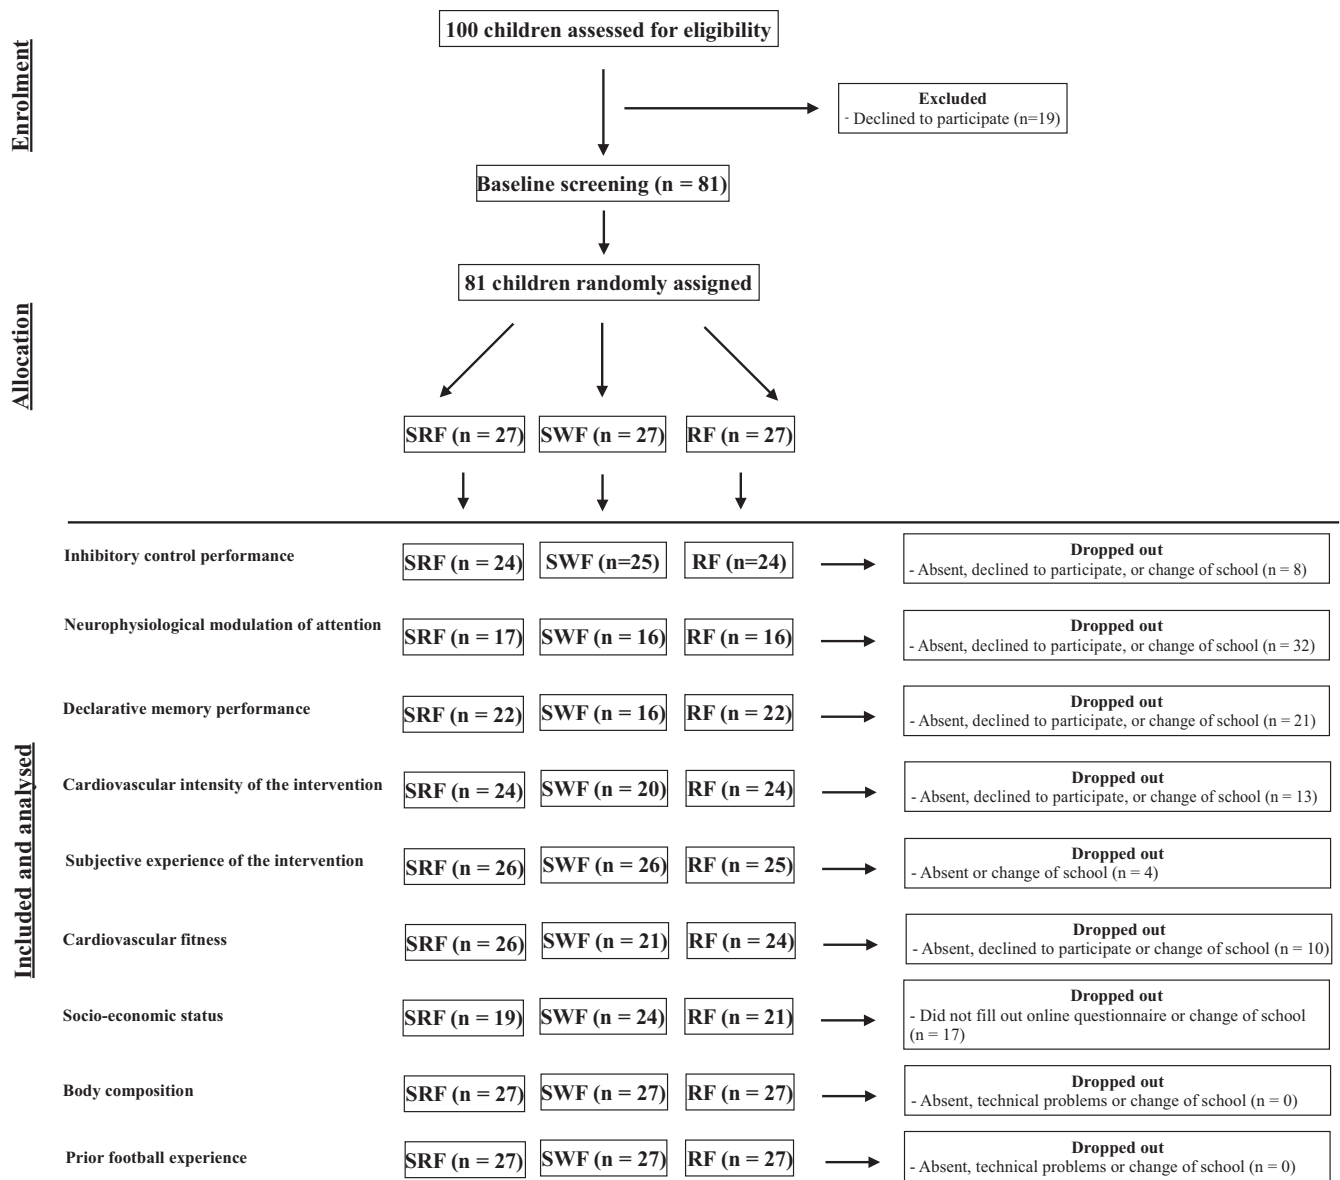 100 children assessed for eligibility
Enrolment
Excluded
- Declined to participate (n=19)
Baseline screening (n = 81)
81 children randomly assigned
Allocation
SRF (n = 27) SWF (n = 27) RF (n = 27)
Inhibitory control performance SRF (n = 24) SWF (n=25) RF (n=24)
Dropped out
- Absent, declined to participate, or change of school (n = 8)
Neurophysiological modulation of attention SRF (n = 17) SWF (n = 16) RF (n = 16)
Dropped out
- Absent, declined to participate, or change of school (n = 32)
Declarative memory performance SRF (n = 22) SWF (n = 16) RF (n = 22)
Dropped out
- Absent, declined to participate, or change of school (n = 21)
Included and analysed
Cardiovascular intensity of the intervention SRF (n = 24) SWF (n = 20) RF (n = 24)
Dropped out
- Absent, declined to participate, or change of school (n = 13)
Subjective experience of the intervention SRF (n = 26) SWF (n = 26) RF (n = 25)
Dropped out
- Absent or change of school (n = 4)
Cardiovascular fitness SRF (n = 26) SWF (n = 21) RF (n = 24)
Dropped out
- Absent, declined to participate or change of school (n = 10)
Socio-economic status SRF (n = 19) SWF (n = 24) RF (n = 21)
Dropped out
- Did not fill out online questionnaire or change of school
(n = 17)
Body composition SRF (n = 27) SWF (n = 27) RF (n = 27)
Dropped out
- Absent, technical problems or change of school (n = 0)
Prior football experience SRF (n = 27) SWF (n = 27) RF (n = 27)
Dropped out
- Absent, technical problems or change of school (n = 0)